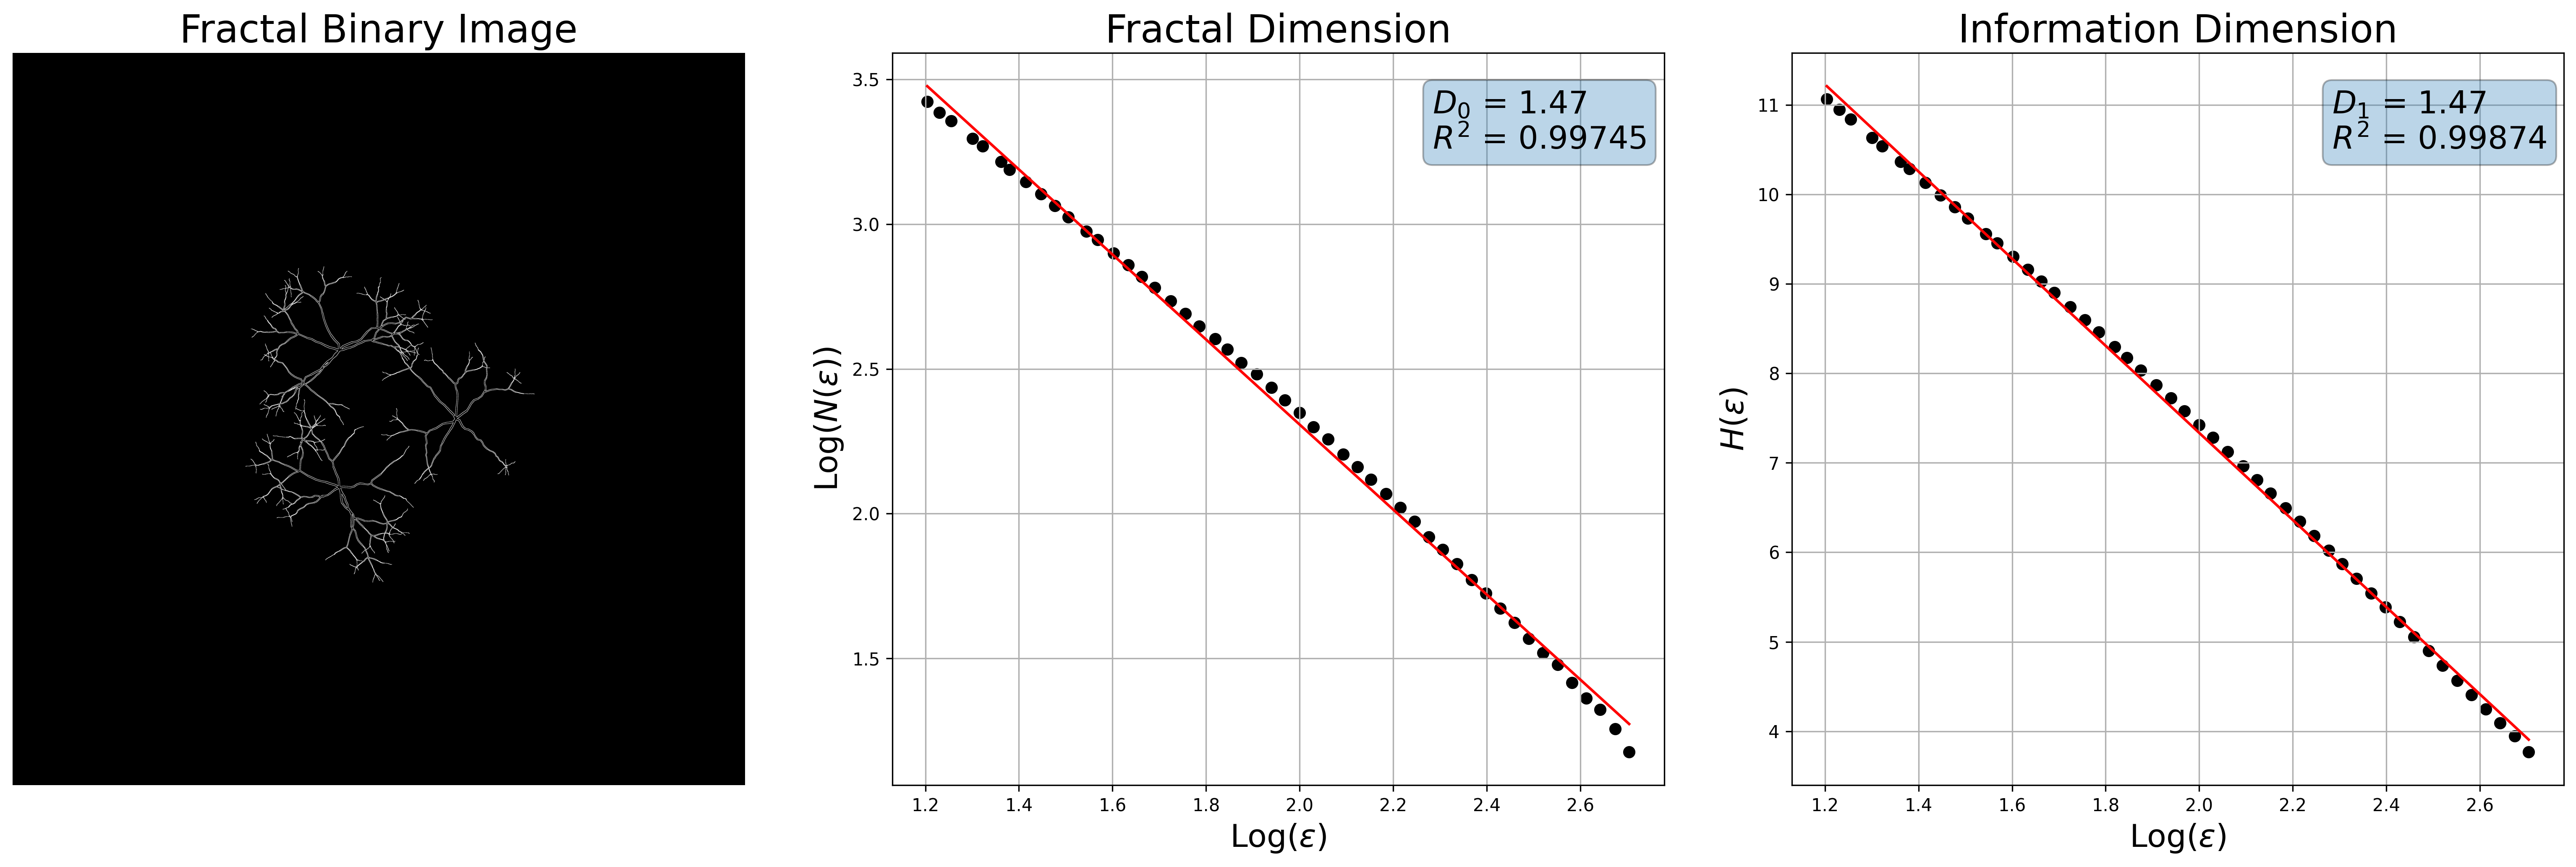 Fractal Binary Image
Fractal Dimension
3.5
3.0
2.5
2.0
1.5
Log(N(ε))
D₀ = 1.47
R² = 0.99745
1.2 1.4 1.6 1.8 2.0 2.2 2.4 2.6
Log(ε)
Information Dimension
11
10
9
8
7
6
5
4
H(ε)
D₁ = 1.47
R² = 0.99874
1.2 1.4 1.6 1.8 2.0 2.2 2.4 2.6
Log(ε)